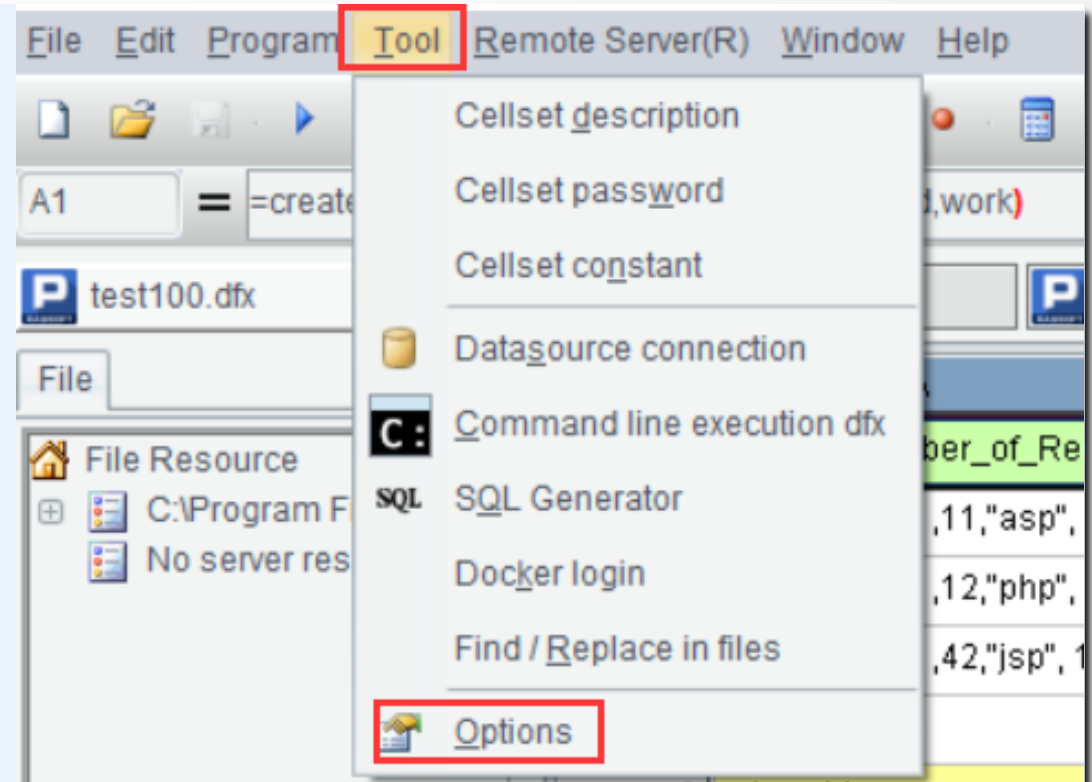 File Edit Program Tool Remote Server(R) Window Help
Cellset description
A1 = =create ,work)
Cellset password
Cellset constant
test100.dfx
Datasource connection
File
Command line execution dfx
File Resource
ber_of_Re
C:\Program F
SQL SQL Generator
,11,"asp",
No server res
Docker login
,12,"php",
Find / Replace in files
,42,"jsp", 1
Options